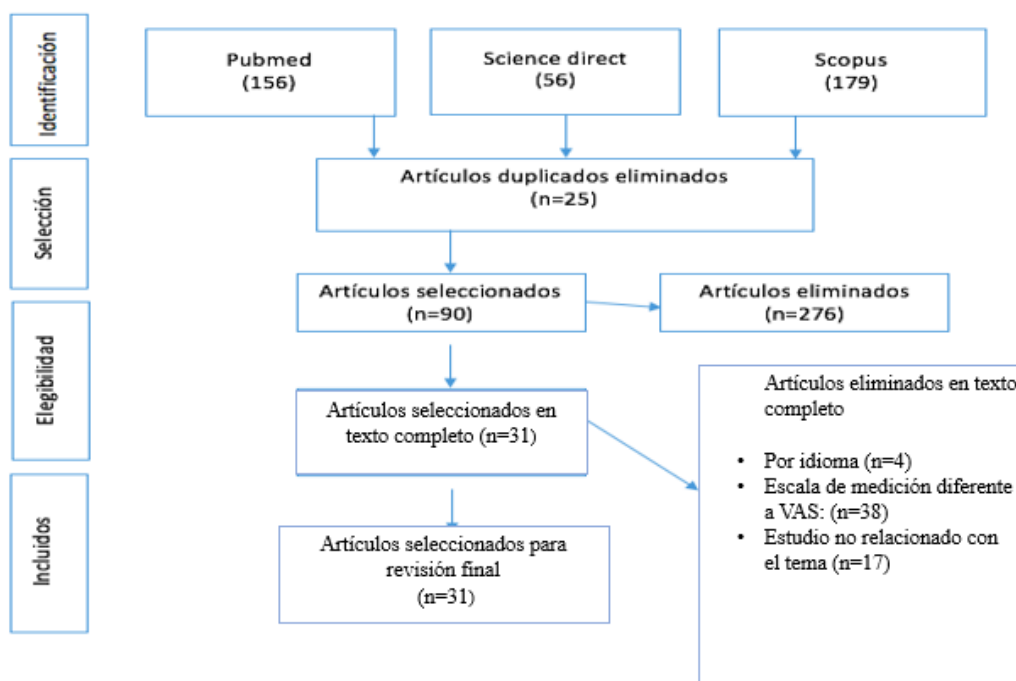 Identificación
Pubmed
(156)
Science direct
(56)
Scopus
(179)
Selección
Artículos duplicados eliminados
(n=25)
Artículos seleccionados
(n=90)
Artículos eliminados
(n=276)
Elegibilidad
Artículos seleccionados en
texto completo (n=31)
Artículos eliminados en texto
completo
• Por idioma (n=4)
• Escala de medición diferente
a VAS: (n=38)
• Estudio no relacionado con
el tema (n=17)
Incluidos
Artículos seleccionados para
revisión final
(n=31)